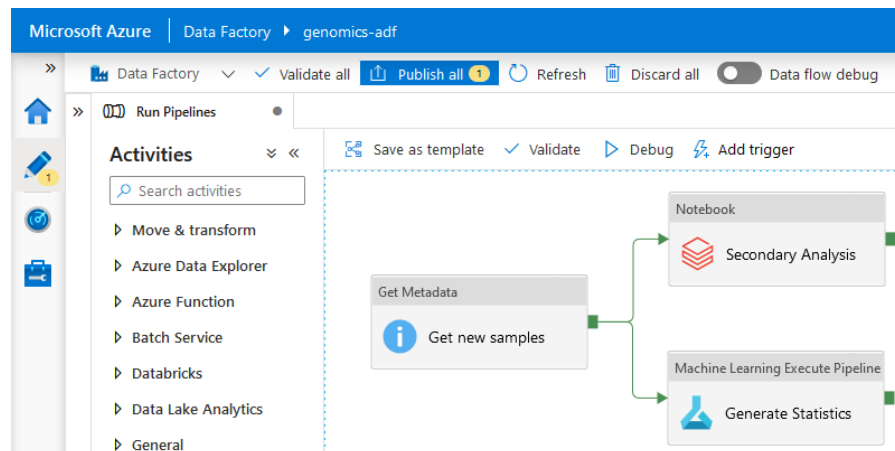 Microsoft Azure Data Factory genomics-adf
Data Factory Validate all Publish all 1 Refresh Discard all Data flow debug
Run Pipelines
Activities
Save as template Validate Debug Add trigger
1
Search activities
Move & transform
Azure Data Explorer
Azure Function
Batch Service
Databricks
Data Lake Analytics
General
Get Metadata
Get new samples
Notebook
Secondary Analysis
Machine Learning Execute Pipeline
Generate Statistics